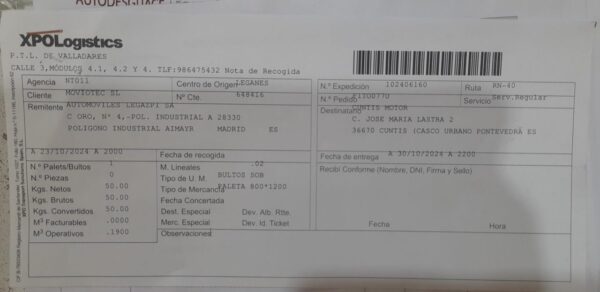 XPOLogistics
P.T.L. DE VALLADARES
CALLE 3,MÓDULOS 4.1, 4.2 Y 4. TLF:986475432 Nota de Recogida
Agencia NT011 Centro de Origen LEGANES N.º Expedición 102406160 Ruta RN-40
Cliente MOVIOTEC SL Nº Cte. 648416 N.º Pedido Servicio Serv.Regular
Remitente AUTOMOVILES LEGAZPI SA Destinatario CUNTIS MOTOR
C ORO, Nº 4,-POL. INDUSTRIAL A 28330 C. JOSE MARIA LASTRA 2
POLIGONO INDUSTRIAL AIMAYR MADRID ES 36670 CUNTIS (CASCO URBANO PONTEVEDRA ES
A 23/10/2024 A 2000 Fecha de recogida Fecha de entrega A 30/10/2024 A 2200
N.º Palets/Bultos 1 M. Lineales .02 Recibí Conforme (Nombre, DNI, Firma y Sello)
N.º Piezas 0 Tipo de U. M. BULTOS SOB
Kgs. Netos 50.00 Tipo de Mercancía PALETA 800*1200
Kgs. Brutos 50.00 Fecha Concertada
Kgs. Convertidos 50.00 Dest. Especial Dev. Alb. Rtte.
M³ Facturables .0000 Merc. Especial Dev. Id. Ticket Fecha Hora
M³ Operativos .1900 Observaciones